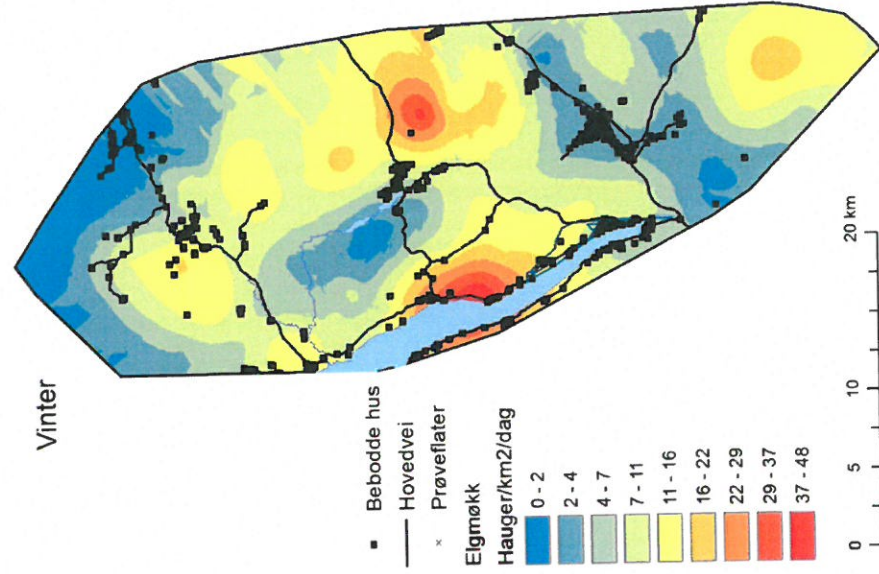 Vinter
Bebodde hus
Hovedvei
Prøveflater
Elgmøkk
Hauger/km2/dag
0 - 2
2 - 4
4 - 7
7 - 11
11 - 16
16 - 22
22 - 29
29 - 37
37 - 48
0 5 10 20 km